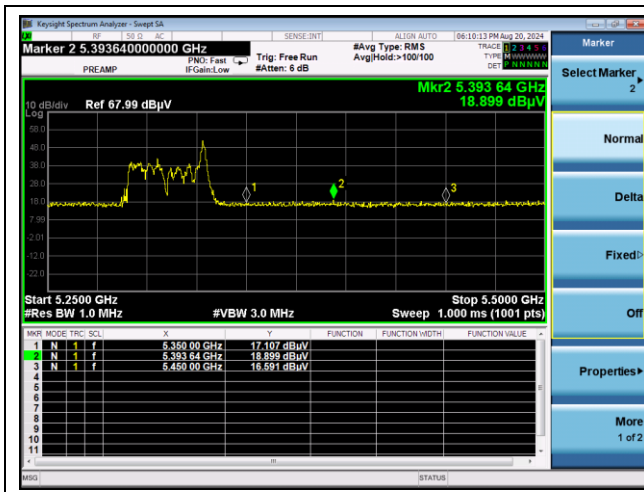 Keysight Spectrum Analyzer - Swept SA
RF 50 Ω AC SENSE:INT ALIGN AUTO 06:10:13 PM Aug 20, 2024
Marker 2 5.393640000000 GHz
#Avg Type: RMS
TRACE 1 2 3 4 5 6
PNO: Fast Trig: Free Run Avg|Hold:>100/100 TYPE M WWWWW
PREAMP IFGain:Low #Atten: 6 dB DET P N N N N N
Mkr2 5.393 64 GHz
10 dB/div Ref 67.99 dBµV 18.899 dBµV
Log
58.0
48.0
38.0
28.0
18.0
7.99
-2.01
-12.0
-22.0
1
2
3
Start 5.2500 GHz Stop 5.5000 GHz
#Res BW 1.0 MHz #VBW 3.0 MHz Sweep 1.000 ms (1001 pts)
MKR MODE TRC SCL X Y FUNCTION FUNCTION WIDTH FUNCTION VALUE
1 N 1 f 5.350 00 GHz 17.107 dBµV
2 N 1 f 5.393 64 GHz 18.899 dBµV
3 N 1 f 5.450 00 GHz 16.591 dBµV
4
5
6
7
8
9
10
11
MSG STATUS
Marker
Select Marker
2
Normal
Delta
Fixed
Off
Properties
More
1 of 2